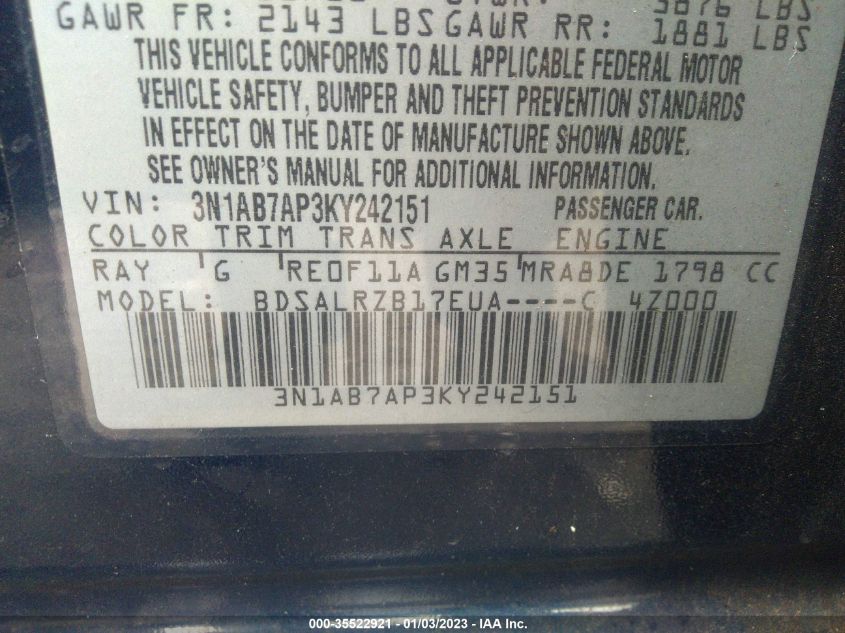 3876 LBS
GAWR FR: 2143 LBS GAWR RR: 1881 LBS
THIS VEHICLE CONFORMS TO ALL APPLICABLE FEDERAL MOTOR
VEHICLE SAFETY, BUMPER AND THEFT PREVENTION STANDARDS
IN EFFECT ON THE DATE OF MANUFACTURE SHOWN ABOVE.
SEE OWNER'S MANUAL FOR ADDITIONAL INFORMATION.
VIN: 3N1AB7AP3KY242151 PASSENGER CAR.
COLOR TRIM TRANS AXLE ENGINE
RAY G RE0F11A GM35 MRA8DE 1798 CC
MODEL: BDSALRZB17EUA----C 4Z000
3N1AB7AP3KY242151
000-35522921 - 01/03/2023 - IAA Inc.